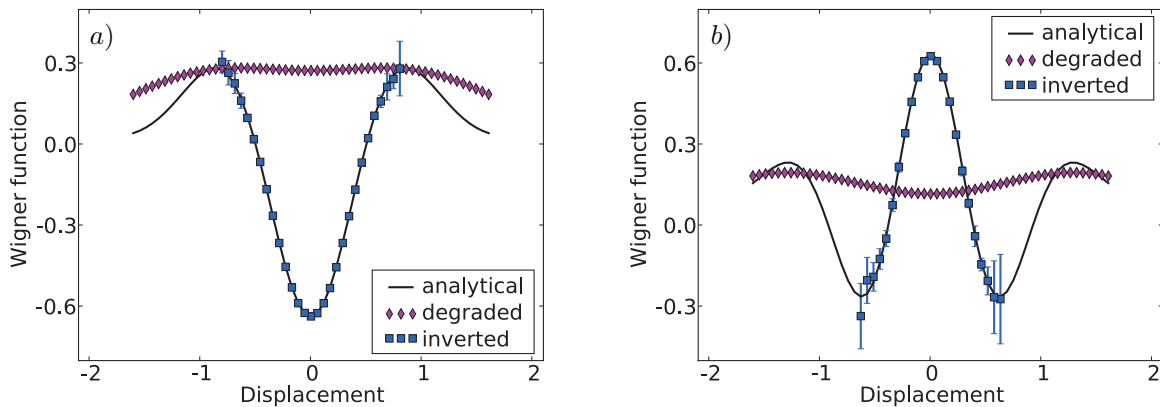 a)
0.3
0.0
-0.3
-0.6
Wigner function
analytical
degraded
inverted
-2
-1
0
1
2
Displacement
b)
analytical
degraded
inverted
0.6
0.3
0.0
-0.3
Wigner function
-2
-1
0
1
2
Displacement